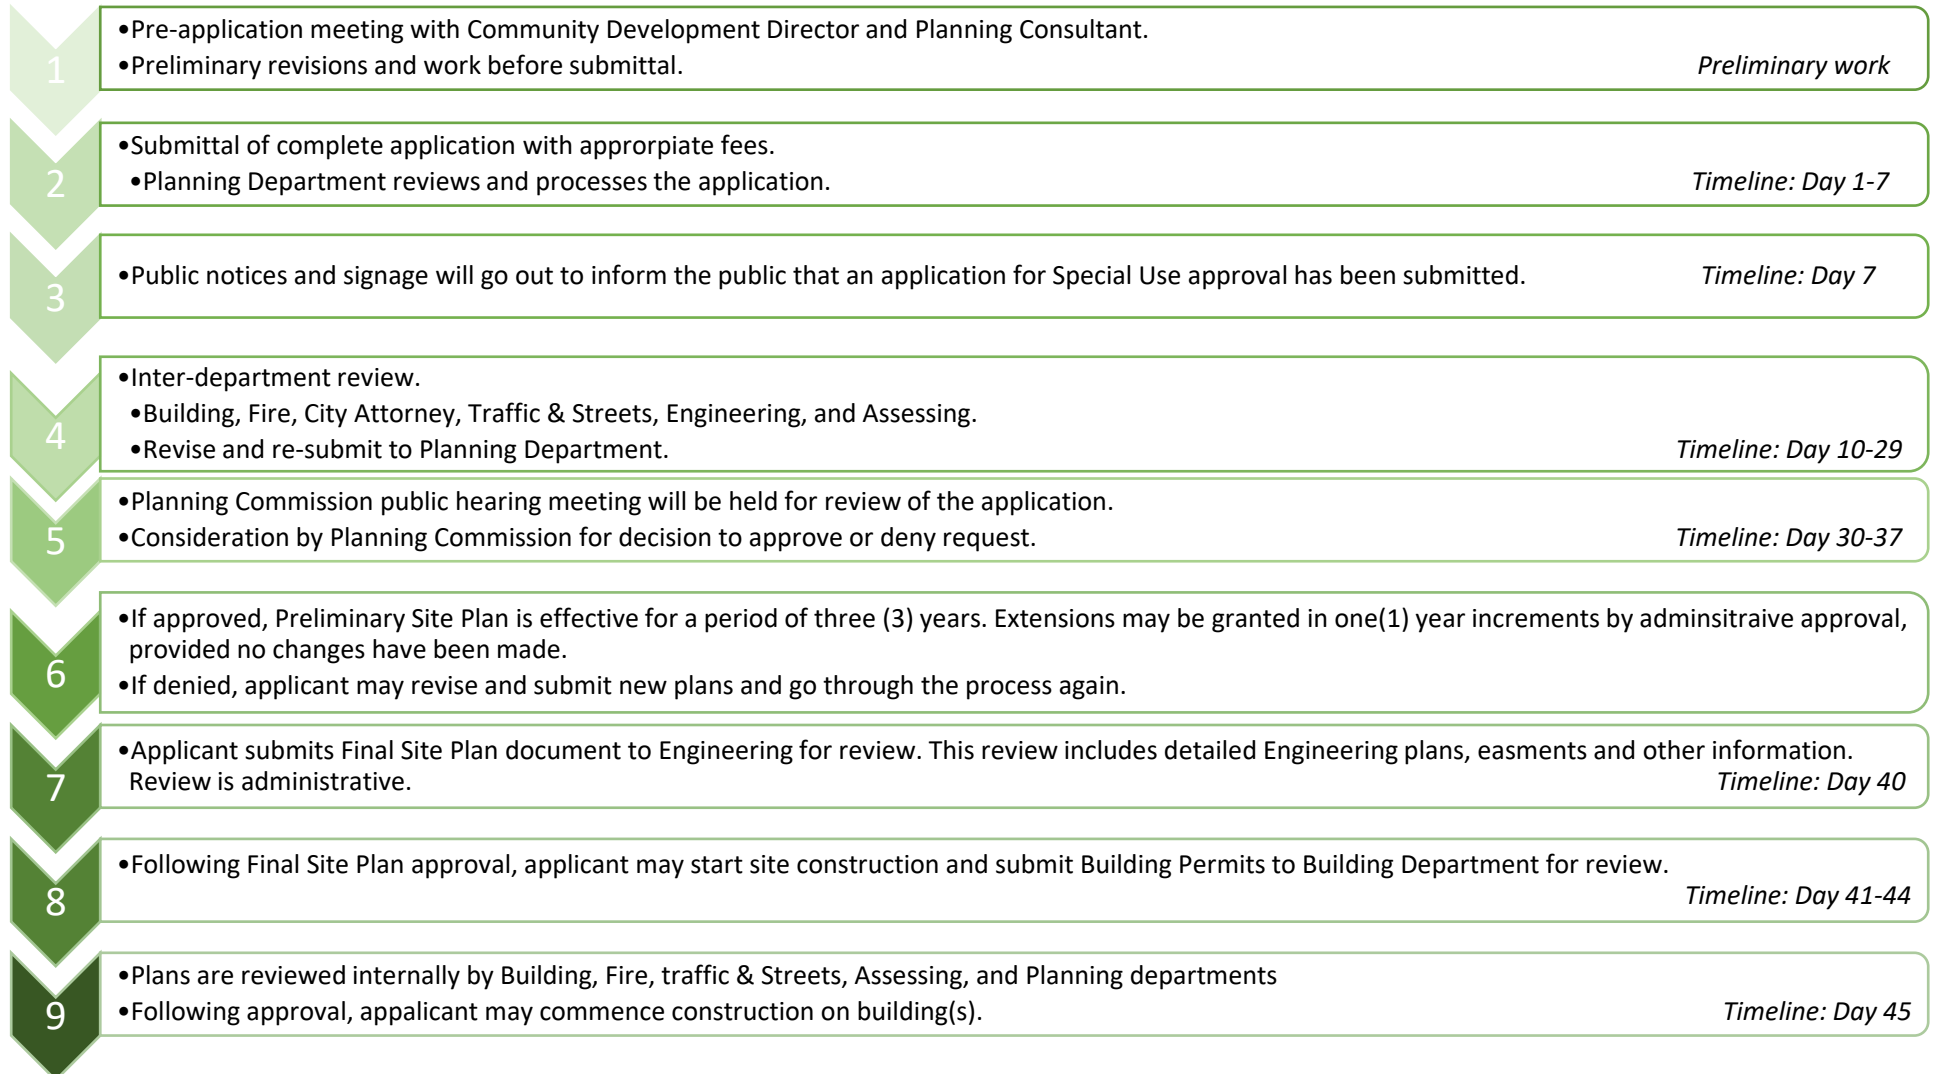 1
•Pre-application meeting with Community Development Director and Planning Consultant.
•Preliminary revisions and work before submittal. Preliminary work
2
•Submittal of complete application with approrpiate fees.
•Planning Department reviews and processes the application. Timeline: Day 1-7
3
•Public notices and signage will go out to inform the public that an application for Special Use approval has been submitted. Timeline: Day 7
4
•Inter-department review.
•Building, Fire, City Attorney, Traffic & Streets, Engineering, and Assessing.
•Revise and re-submit to Planning Department. Timeline: Day 10-29
5
•Planning Commission public hearing meeting will be held for review of the application.
•Consideration by Planning Commission for decision to approve or deny request. Timeline: Day 30-37
6
•If approved, Preliminary Site Plan is effective for a period of three (3) years. Extensions may be granted in one(1) year increments by adminsitraive approval,
provided no changes have been made.
•If denied, applicant may revise and submit new plans and go through the process again.
7
•Applicant submits Final Site Plan document to Engineering for review. This review includes detailed Engineering plans, easments and other information.
Review is administrative. Timeline: Day 40
8
•Following Final Site Plan approval, applicant may start site construction and submit Building Permits to Building Department for review.
Timeline: Day 41-44
9
•Plans are reviewed internally by Building, Fire, traffic & Streets, Assessing, and Planning departments
•Following approval, appalicant may commence construction on building(s). Timeline: Day 45